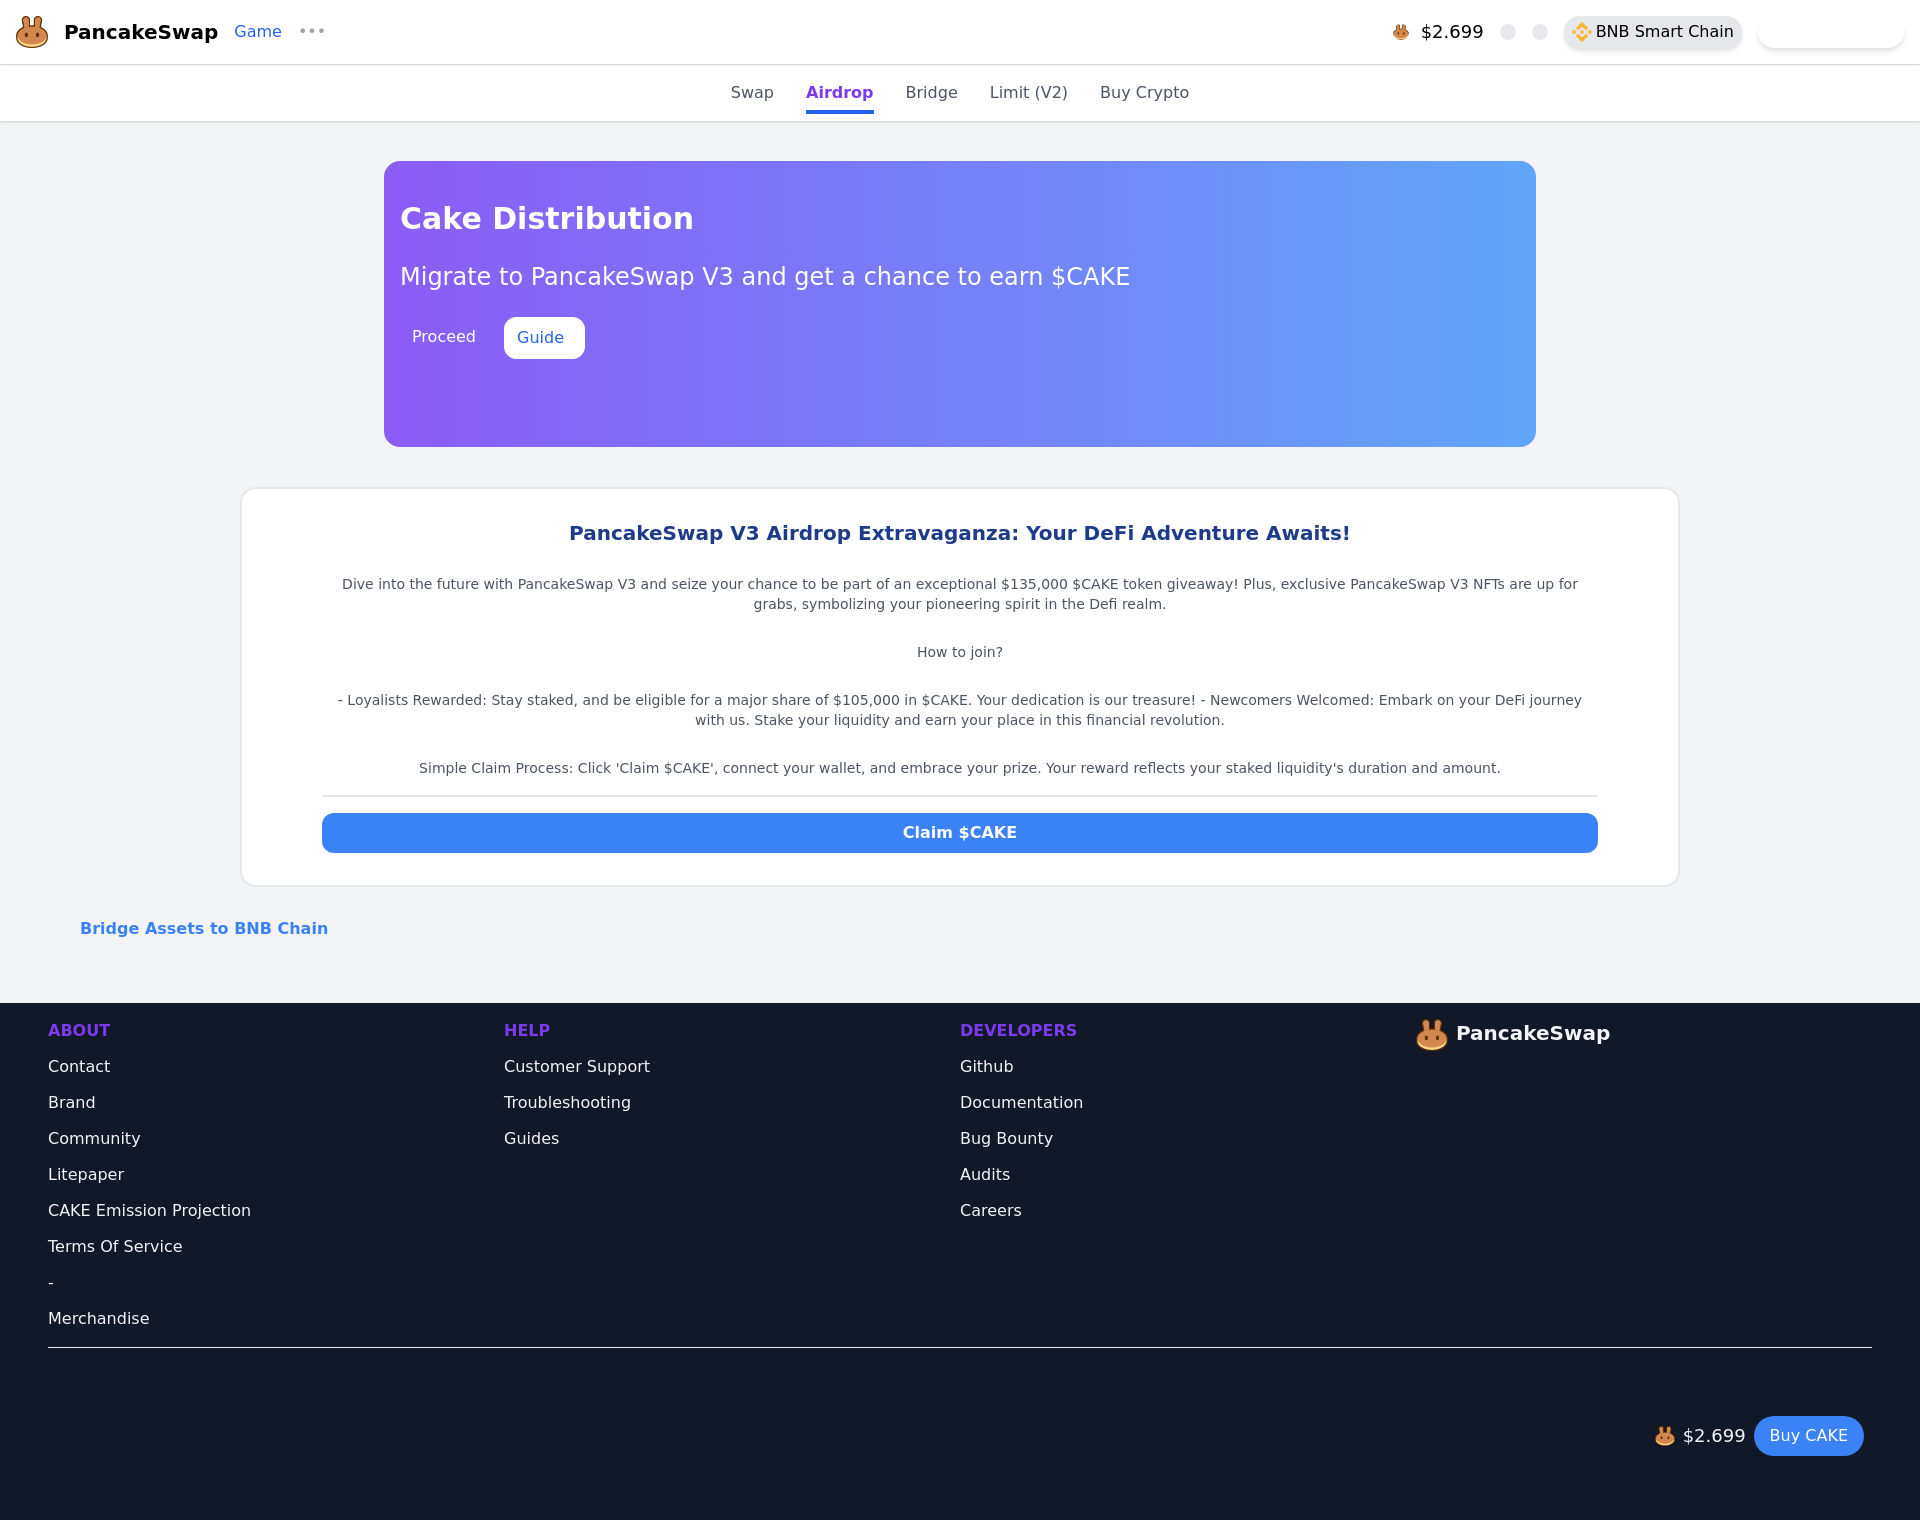 PancakeSwap
Game
$2.699
BNB Smart Chain
Swap
Airdrop
Bridge
Limit (V2)
Buy Crypto
Cake Distribution
Migrate to PancakeSwap V3 and get a chance to earn $CAKE
Proceed
Guide
PancakeSwap V3 Airdrop Extravaganza: Your DeFi Adventure Awaits!
Dive into the future with PancakeSwap V3 and seize your chance to be part of an exceptional $135,000 $CAKE token giveaway! Plus, exclusive PancakeSwap V3 NFTs are up for
grabs, symbolizing your pioneering spirit in the Defi realm.
How to join?
- Loyalists Rewarded: Stay staked, and be eligible for a major share of $105,000 in $CAKE. Your dedication is our treasure! - Newcomers Welcomed: Embark on your DeFi journey
with us. Stake your liquidity and earn your place in this financial revolution.
Simple Claim Process: Click 'Claim $CAKE', connect your wallet, and embrace your prize. Your reward reflects your staked liquidity's duration and amount.
Claim $CAKE
Bridge Assets to BNB Chain
ABOUT
Contact
Brand
Community
Litepaper
CAKE Emission Projection
Terms Of Service
-
Merchandise
HELP
Customer Support
Troubleshooting
Guides
DEVELOPERS
Github
Documentation
Bug Bounty
Audits
Careers
PancakeSwap
$2.699
Buy CAKE